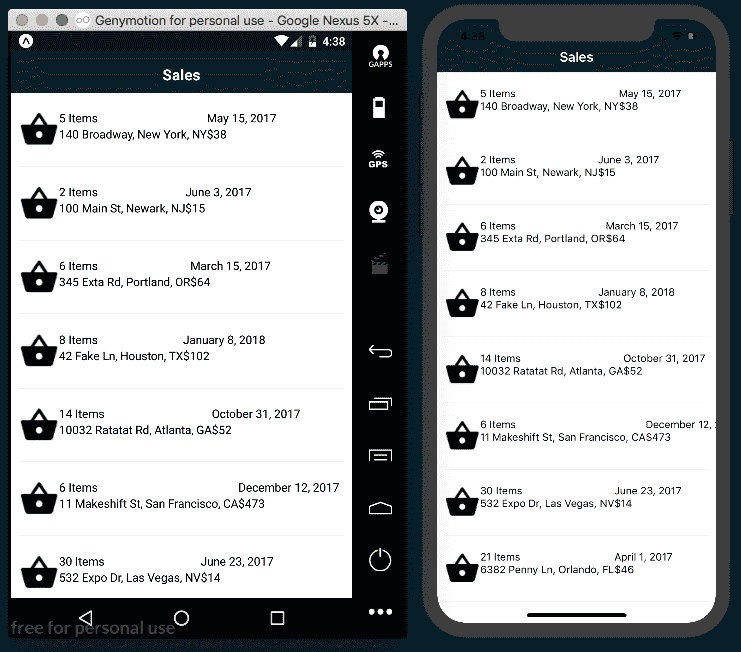 Genymotion for personal use - Google Nexus 5X -...
4:38
GAPPS
Sales
5 Items May 15, 2017
140 Broadway, New York, NY$38
GPS
2 Items June 3, 2017
100 Main St, Newark, NJ$15
6 Items March 15, 2017
345 Exta Rd, Portland, OR$64
8 Items January 8, 2018
42 Fake Ln, Houston, TX$102
14 Items October 31, 2017
10032 Ratatat Rd, Atlanta, GA$52
6 Items December 12, 2017
11 Makeshift St, San Francisco, CA$473
30 Items June 23, 2017
532 Expo Dr, Las Vegas, NV$14
free for personal use
4:38
Sales
5 Items May 15, 2017
140 Broadway, New York, NY$38
2 Items June 3, 2017
100 Main St, Newark, NJ$15
6 Items March 15, 2017
345 Exta Rd, Portland, OR$64
8 Items January 8, 2018
42 Fake Ln, Houston, TX$102
14 Items October 31, 2017
10032 Ratatat Rd, Atlanta, GA$52
6 Items December 12,
11 Makeshift St, San Francisco, CA$473
30 Items June 23, 2017
532 Expo Dr, Las Vegas, NV$14
21 Items April 1, 2017
6382 Penny Ln, Orlando, FL$46